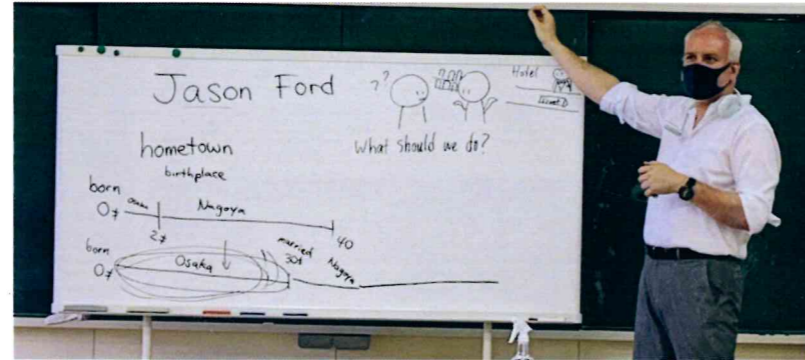 Jason Ford
??
Hotel
What should we do?
hometown
birthplace
born
0才 Osaka Nagoya
2才 40
born
0才 Osaka married 30才 Nagoya